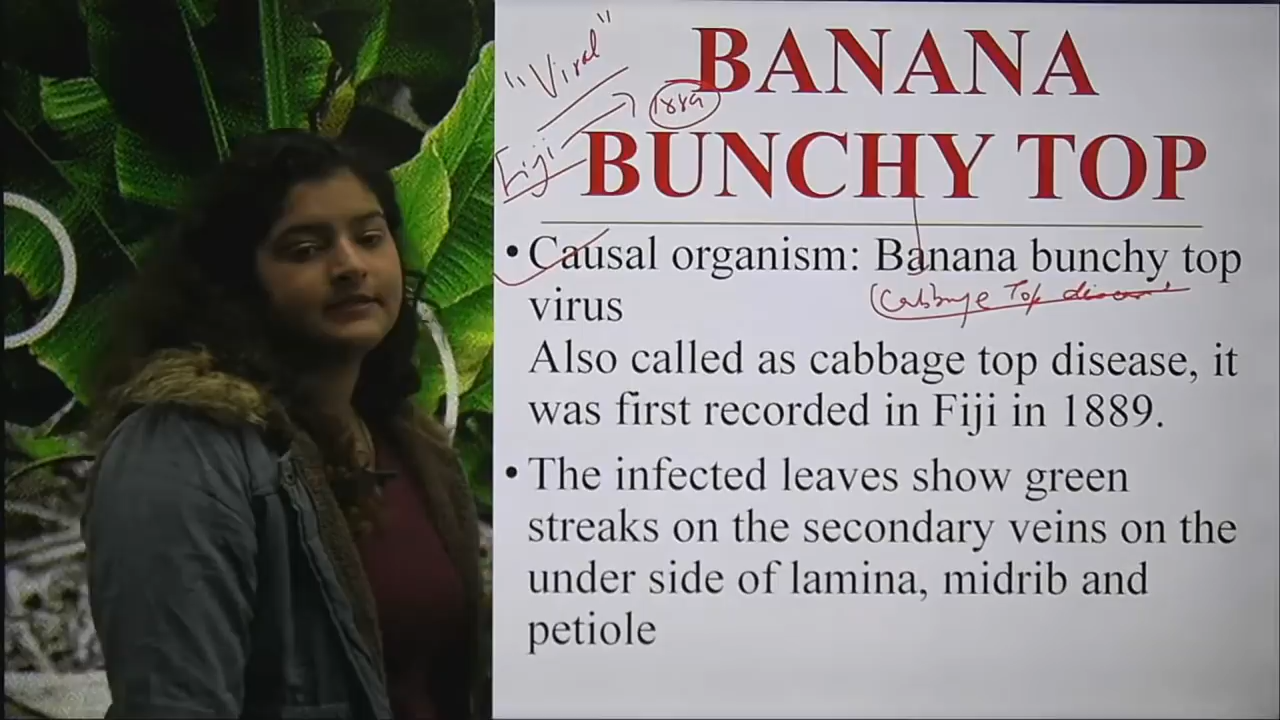 "Viral"
BANANA
1889
Fiji
BUNCHY TOP
• Causal organism: Banana bunchy top
(Cabbage Top disease
virus
Also called as cabbage top disease, it
was first recorded in Fiji in 1889.
• The infected leaves show green
streaks on the secondary veins on the
under side of lamina, midrib and
petiole